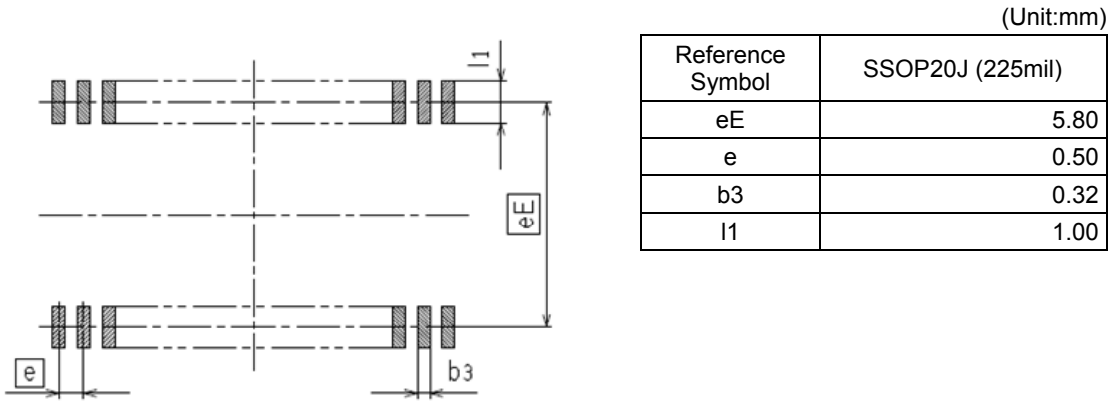 (Unit:mm)
Reference Symbol SSOP20J (225mil)
eE 5.80
e 0.50
b3 0.32
l1 1.00
l1
eE
e
b3